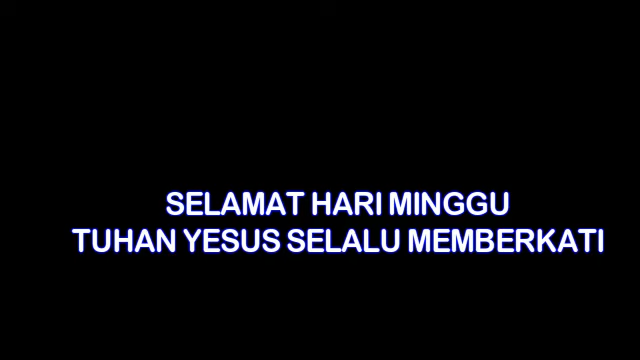 SELAMAT HARI MINGGU
TUHAN YESUS SELALU MEMBERKATI